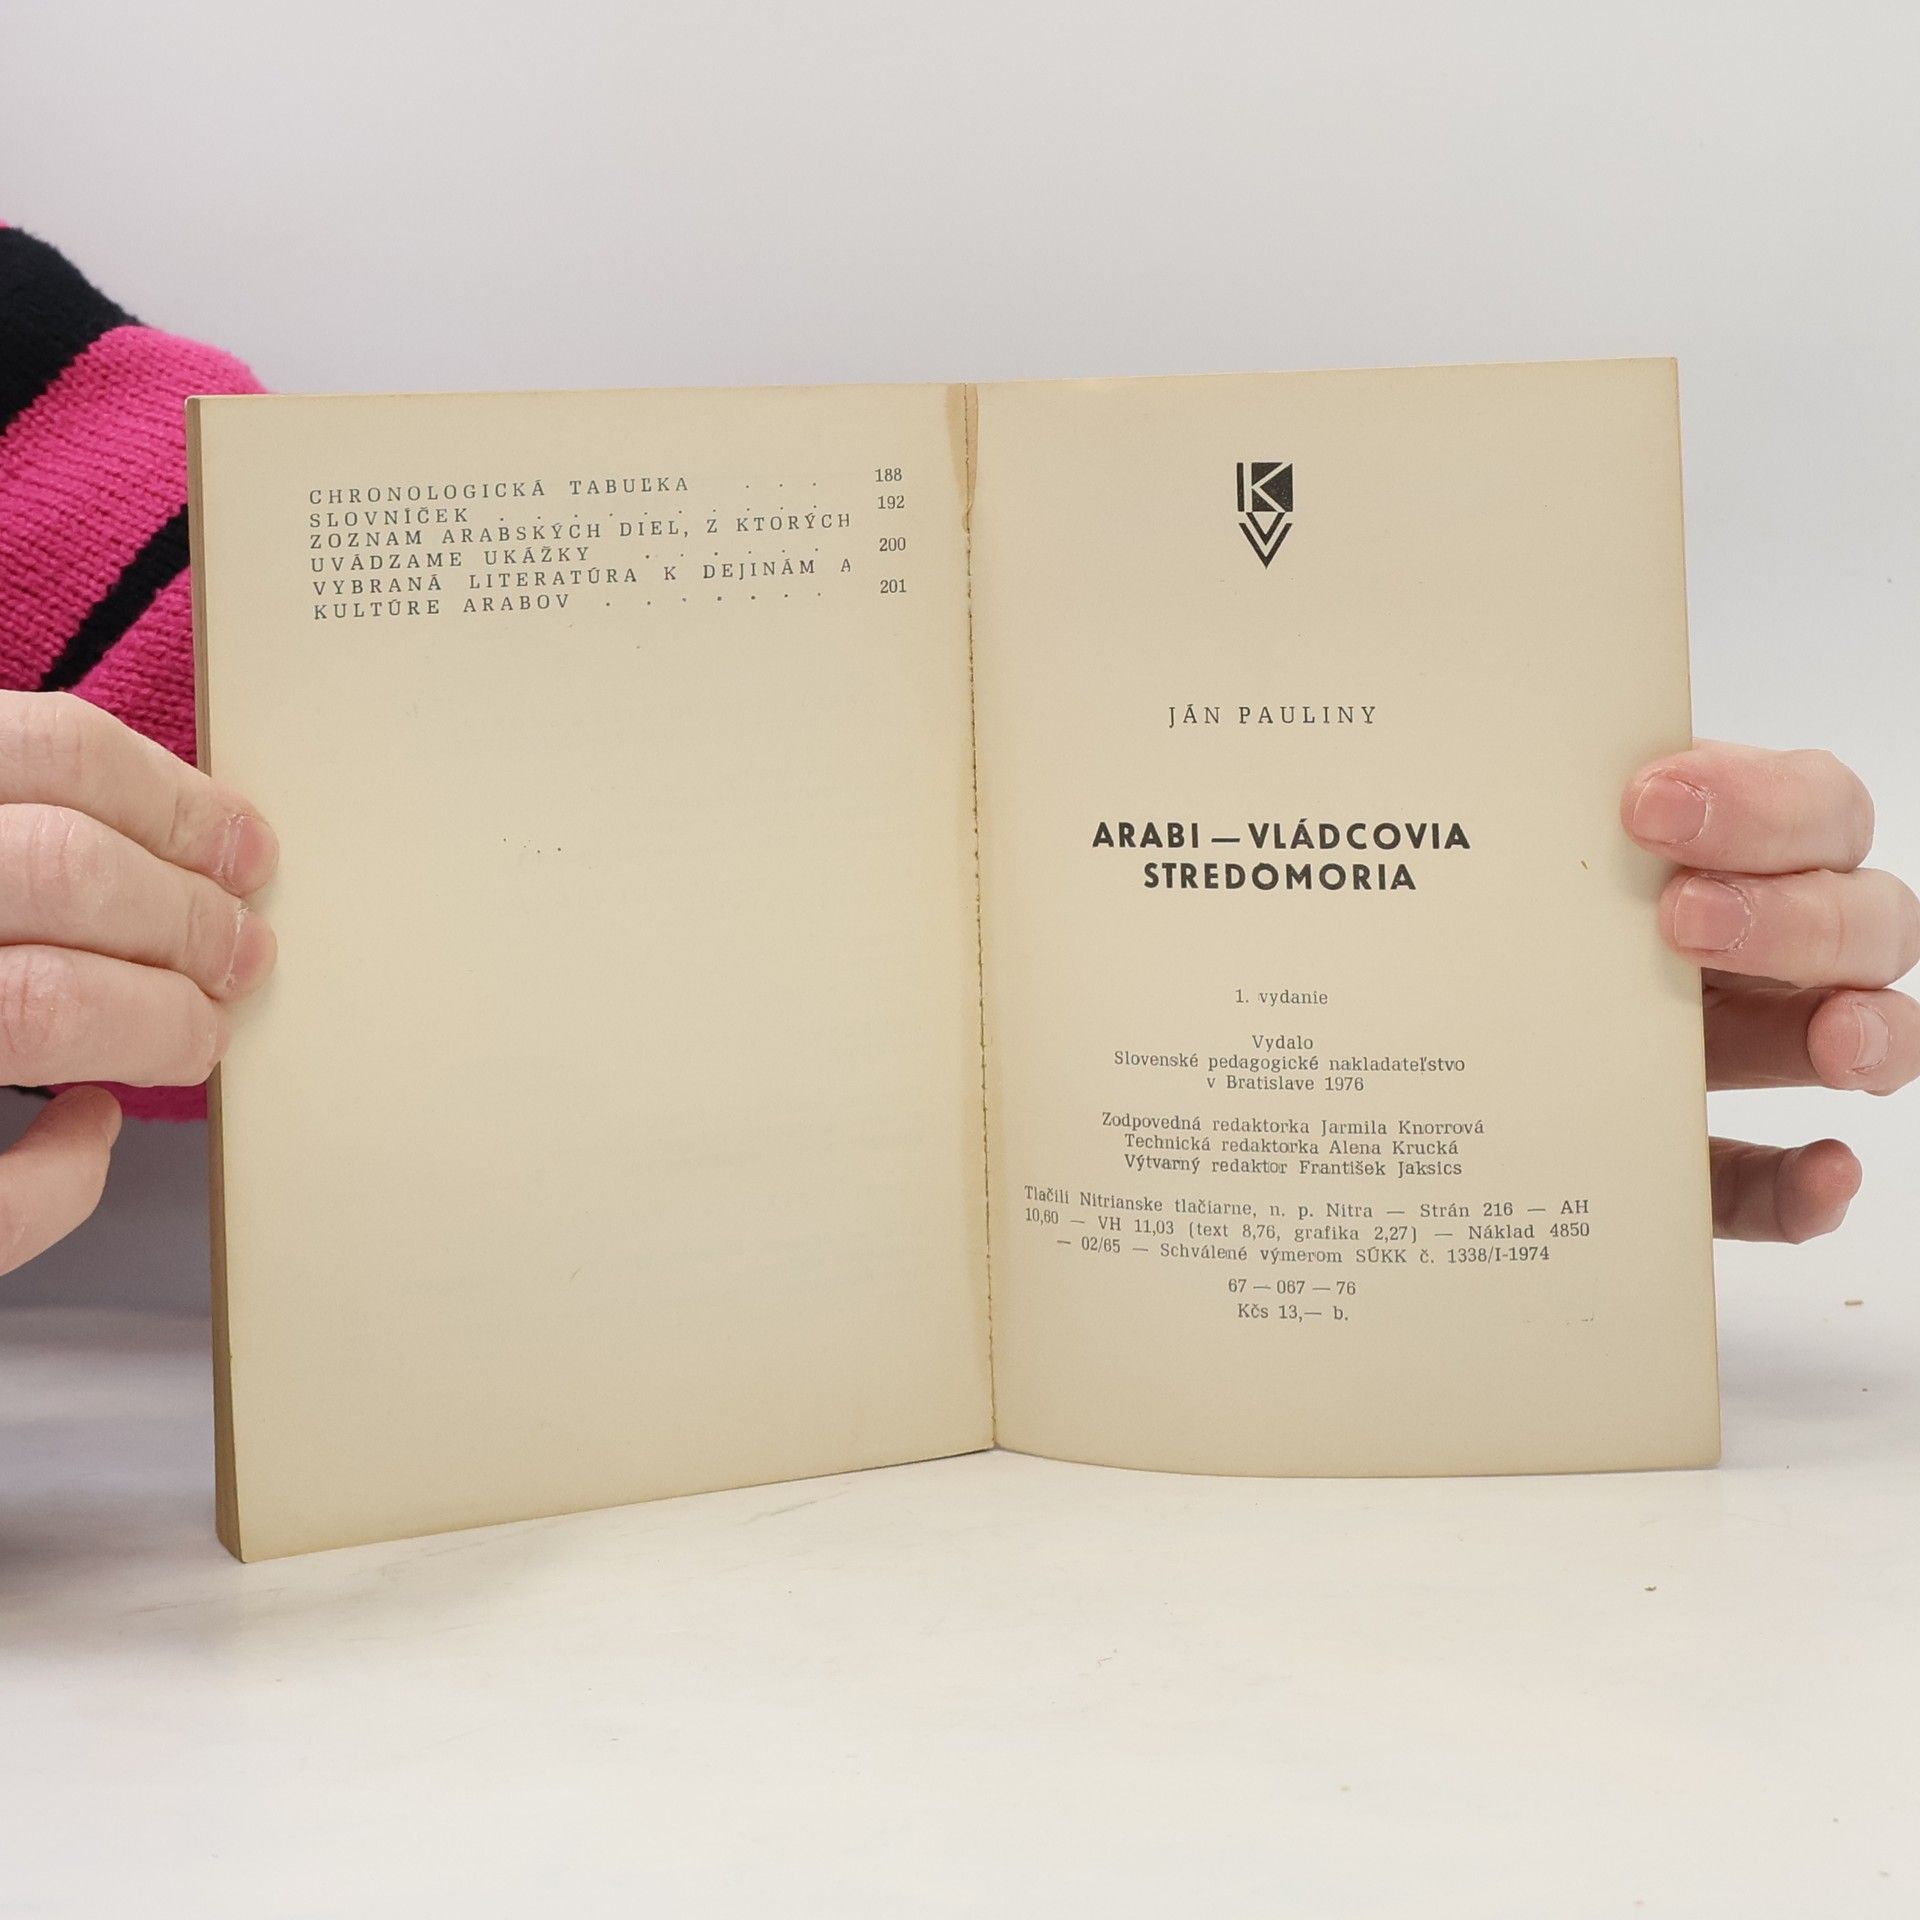 CHRONOLOGICKÁ TABUĽKA . . . 188
SLOVNÍČEK . . . . . . . . . 192
ZOZNAM ARABSKÝCH DIEL, Z KTORÝCH
UVÁDZAME UKÁŽKY . . . . . . 200
VYBRANÁ LITERATÚRA K DEJINÁM A
KULTÚRE ARABOV . . . . . . . 201
KV
JÁN PAULINY
ARABI — VLÁDCOVIA
STREDOMORIA
1. vydanie
Vydalo
Slovenské pedagogické nakladateľstvo
v Bratislave 1976
Zodpovedná redaktorka Jarmila Knorrová
Technická redaktorka Alena Krucká
Výtvarný redaktor František Jaksics
Tlačili Nitrianske tlačiarne, n. p. Nitra — Strán 216 — AH
10,60 — VH 11,03 (text 8,76, grafika 2,27) — Náklad 4850
— 02/65 — Schválené výmerom SÚKK č. 1338/I-1974
67 — 067 — 76
Kčs 13,— b.